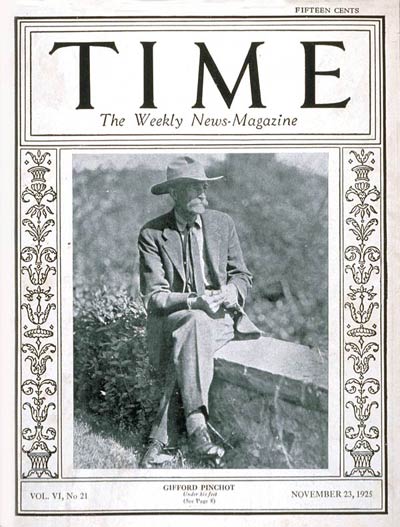 FIFTEEN CENTS
TIME
The Weekly News-Magazine
GIFFORD PINCHOT
Under his feet
(See Page 8)
VOL. VI, No 21
NOVEMBER 23, 1925